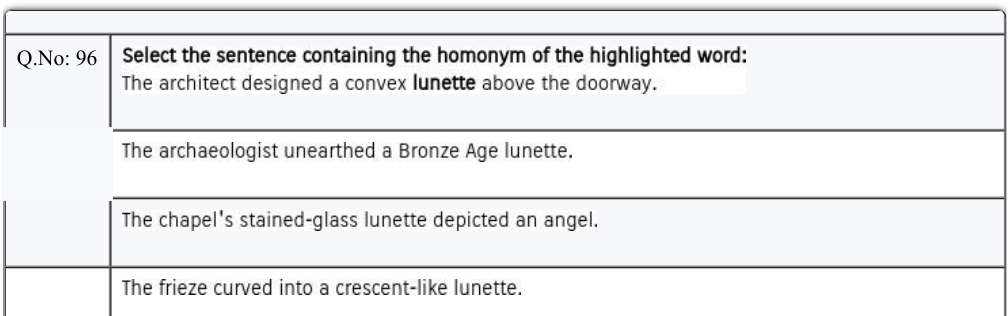 Q.No: 96
Select the sentence containing the homonym of the highlighted word:
The architect designed a convex lunette above the doorway.
The archaeologist unearthed a Bronze Age lunette.
The chapel's stained-glass lunette depicted an angel.
The frieze curved into a crescent-like lunette.